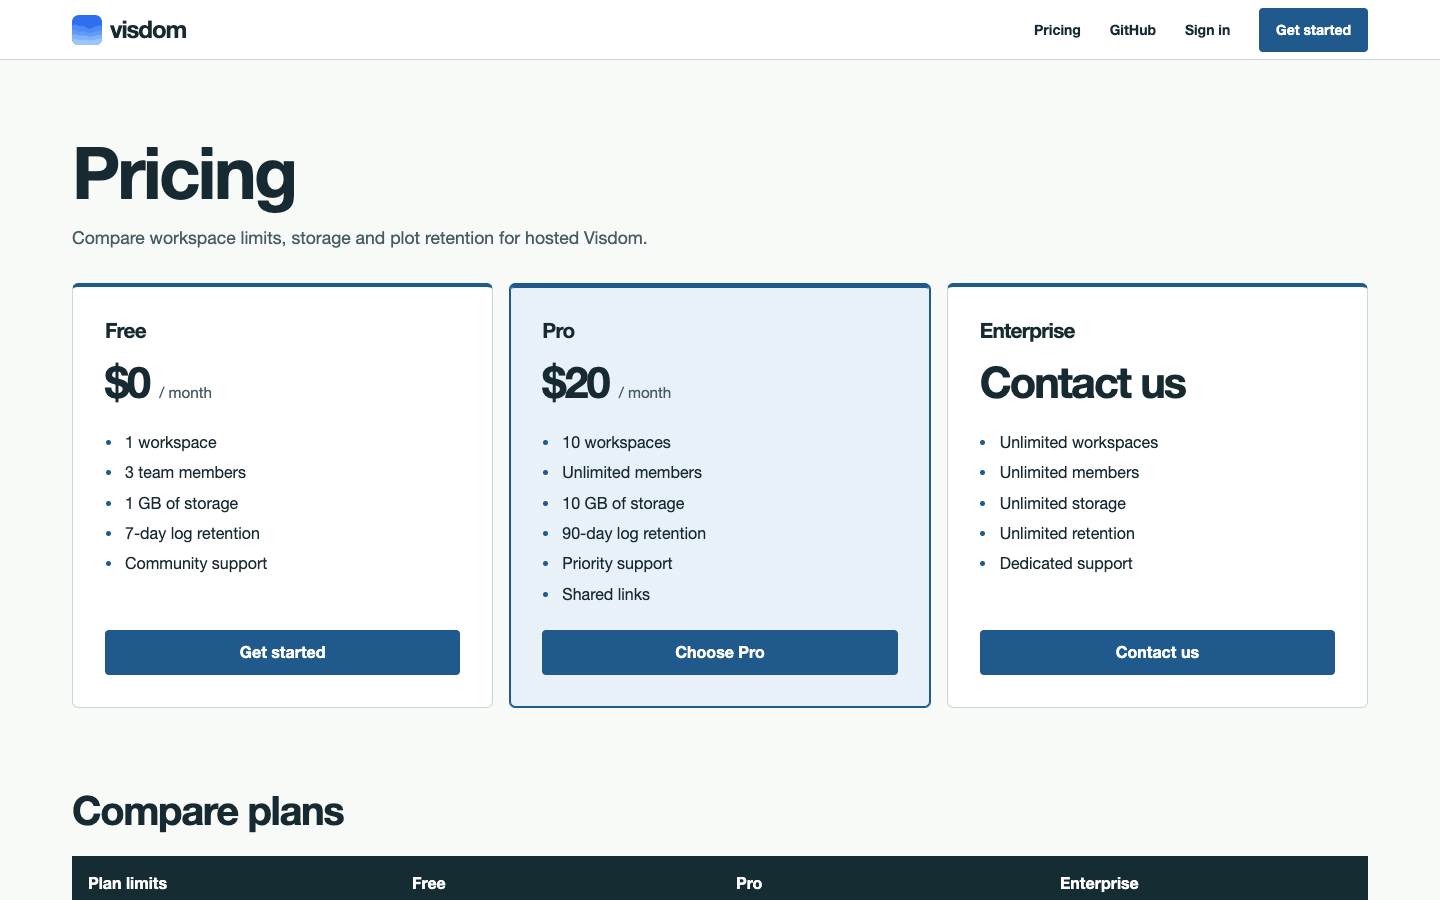 visdom
Pricing
GitHub
Sign in
Get started
Pricing
Compare workspace limits, storage and plot retention for hosted Visdom.
Free
$0 / month
• 1 workspace
• 3 team members
• 1 GB of storage
• 7-day log retention
• Community support
Get started
Pro
$20 / month
• 10 workspaces
• Unlimited members
• 10 GB of storage
• 90-day log retention
• Priority support
• Shared links
Choose Pro
Enterprise
Contact us
• Unlimited workspaces
• Unlimited members
• Unlimited storage
• Unlimited retention
• Dedicated support
Contact us
Compare plans
Plan limits Free Pro Enterprise